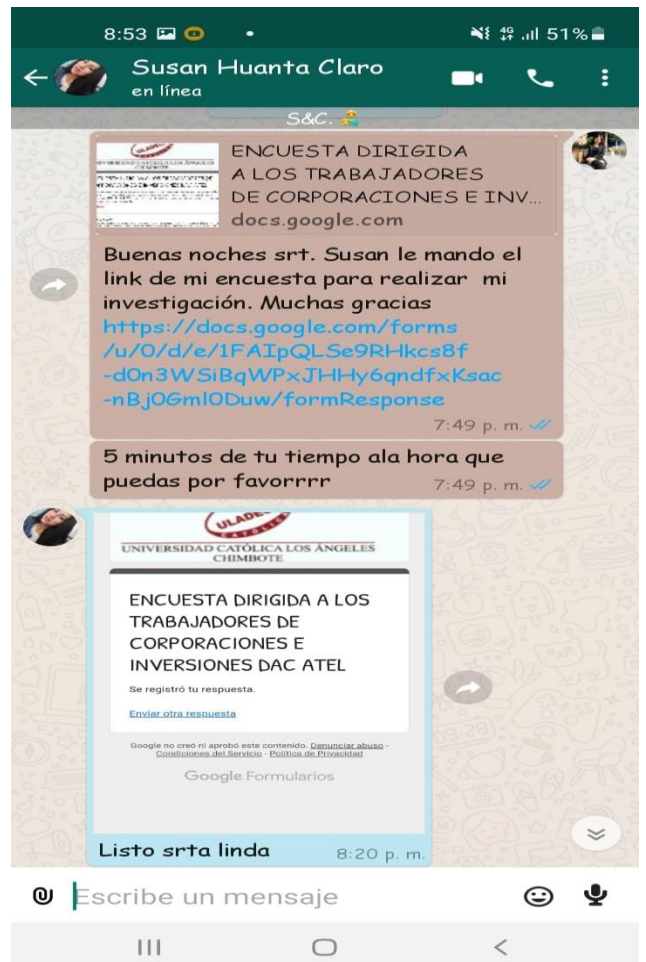 8:53
4G
51%
Susan Huanta Claro
en línea
S&C.
ENCUESTA DIRIGIDA
A LOS TRABAJADORES
DE CORPORACIONES E INV...
docs.google.com
Buenas noches srt. Susan le mando el
link de mi encuesta para realizar mi
investigación. Muchas gracias
https://docs.google.com/forms
/u/0/d/e/1FAIpQLSe9RHkcs8f
-d0n3WSiBqWPxJHHy6qndfxKsac
-nBj0Gml0Duw/formResponse
7:49 p. m.
5 minutos de tu tiempo ala hora que
puedas por favorrrr
7:49 p. m.
ULADECH
CATÓLICA
UNIVERSIDAD CATÓLICA LOS ÁNGELES
CHIMBOTE
ENCUESTA DIRIGIDA A LOS
TRABAJADORES DE
CORPORACIONES E
INVERSIONES DAC ATEL
Se registró tu respuesta.
Enviar otra respuesta
Google no creó ni aprobó este contenido. Denunciar abuso -
Condiciones del Servicio - Política de Privacidad
Google Formularios
Listo srta linda
8:20 p. m.
Escribe un mensaje